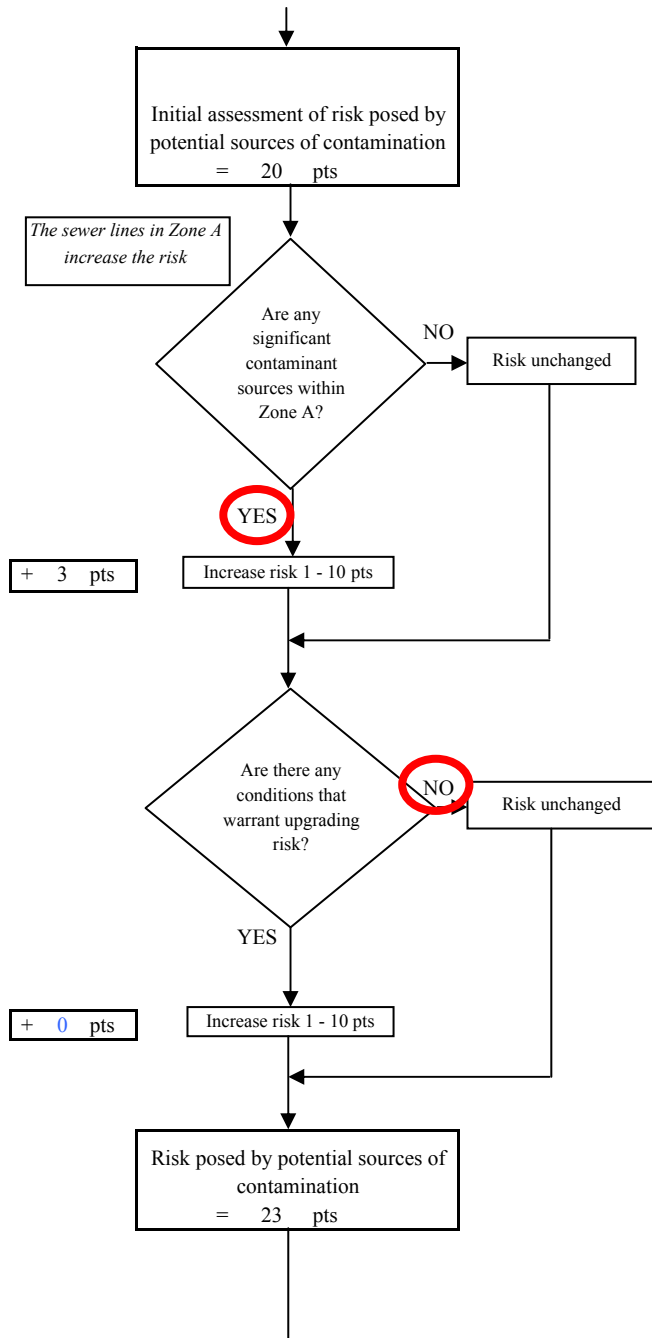 Initial assessment of risk posed by
potential sources of contamination
= 20 pts
The sewer lines in Zone A
increase the risk
Are any
significant
contaminant
sources within
Zone A?
NO
Risk unchanged
YES
+ 3 pts
Increase risk 1 - 10 pts
Are there any
conditions that
warrant upgrading
risk?
NO
Risk unchanged
YES
+ 0 pts
Increase risk 1 - 10 pts
Risk posed by potential sources of
contamination
= 23 pts